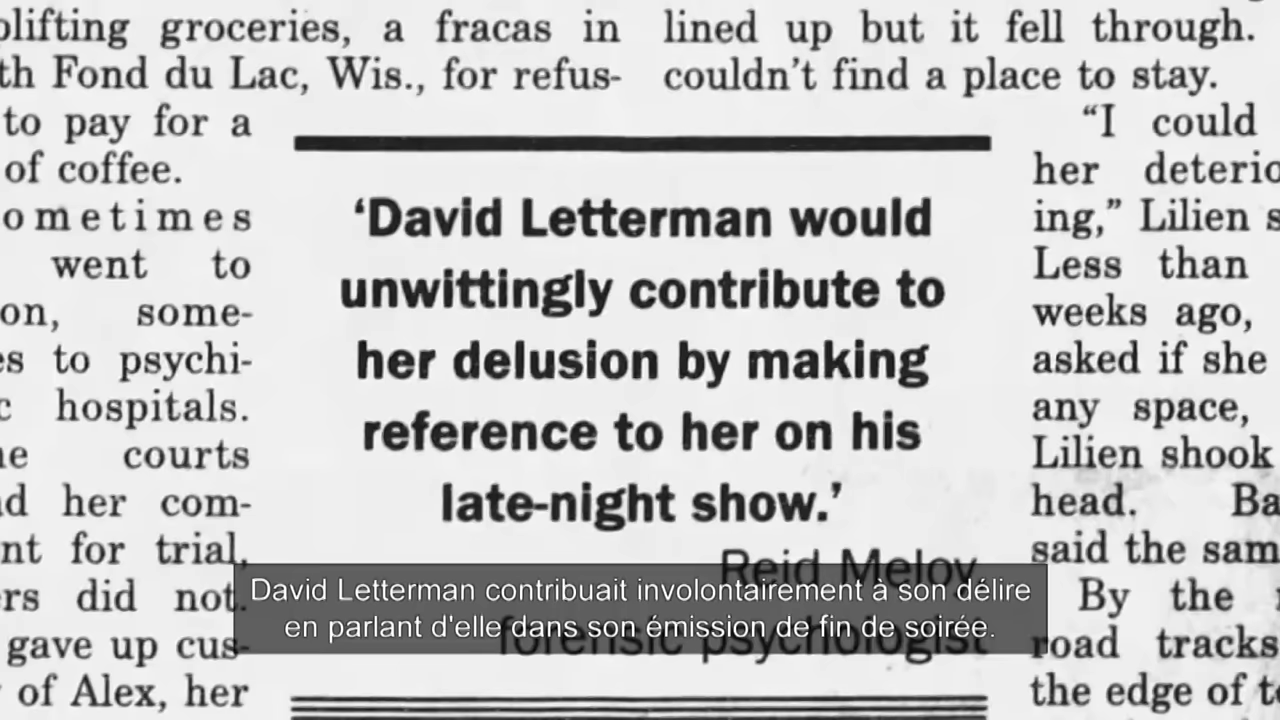 plifting groceries, a fracas in
th Fond du Lac, Wis., for refus-
to pay for a
of coffee.
ometimes
went to
on, some-
es to psychi-
c hospitals.
he courts
nd her com-
nt for trial,
ers did not.
gave up cus-
of Alex, her
‘David Letterman would
unwittingly contribute to
her delusion by making
reference to her on his
late-night show.’
Reid Meloy
forensic psychologist
lined up but it fell through.
couldn’t find a place to stay.
“I could
her deterio
ing,” Lilien s
Less than
weeks ago,
asked if she
any space,
Lilien shook
head. Ba
said the sam
By the
road tracks
the edge of to
David Letterman contribuait involontairement à son délire
en parlant d'elle dans son émission de fin de soirée.